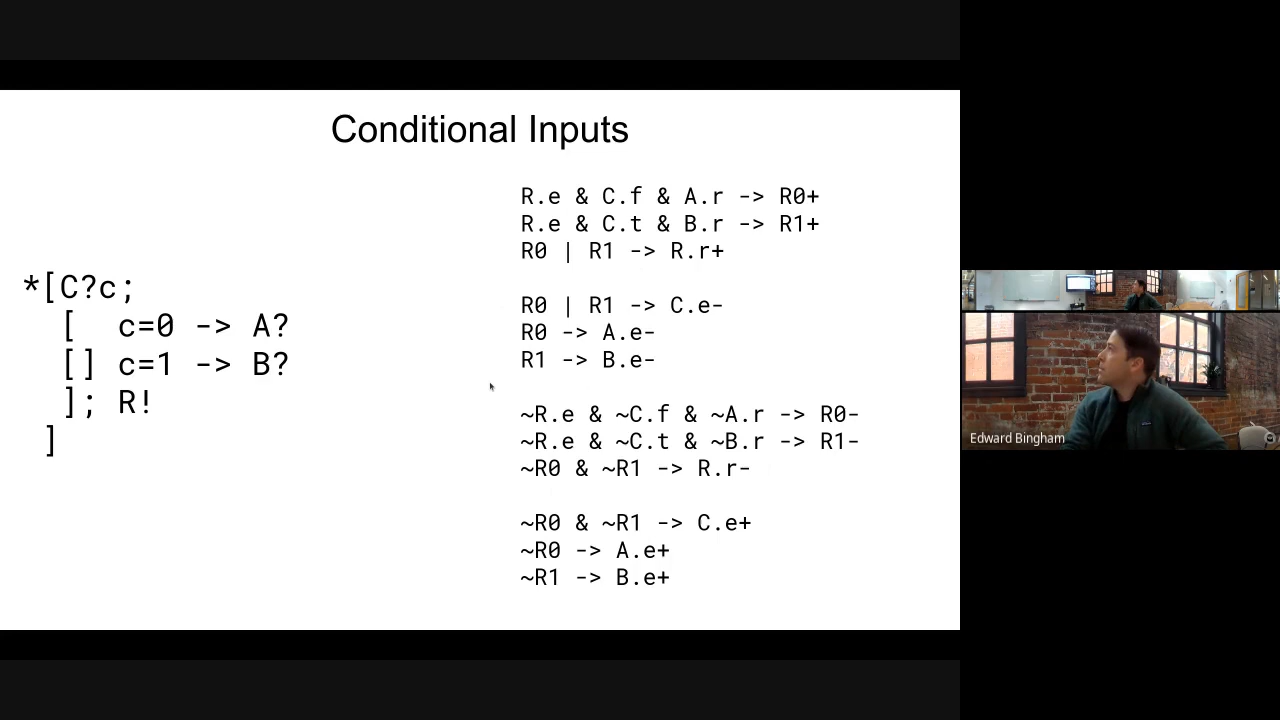 Conditional Inputs
*[C?c;
[ c=0 -> A?
[] c=1 -> B?
]; R!
]
R.e & C.f & A.r -> R0+
R.e & C.t & B.r -> R1+
R0 | R1 -> R.r+
R0 | R1 -> C.e-
R0 -> A.e-
R1 -> B.e-
~R.e & ~C.f & ~A.r -> R0-
~R.e & ~C.t & ~B.r -> R1-
~R0 & ~R1 -> R.r-
~R0 & ~R1 -> C.e+
~R0 -> A.e+
~R1 -> B.e+
Edward Bingham